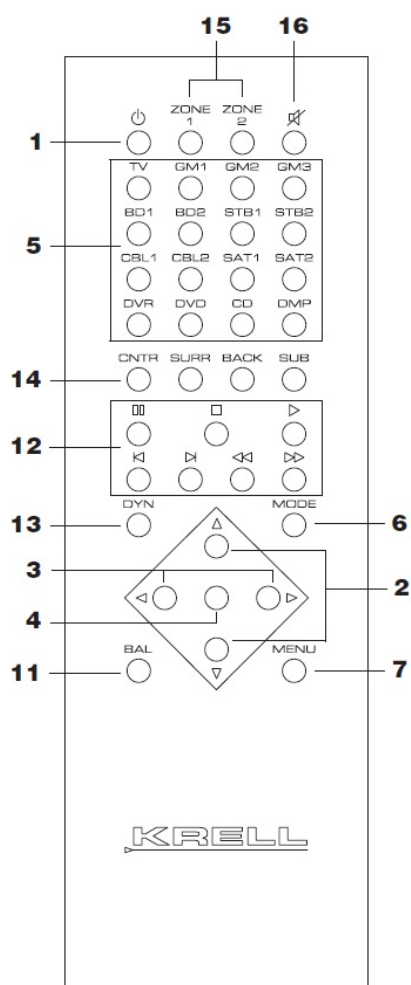 15 16
ZONE 1 ZONE 2
1
TV GM1 GM2 GM3
BD1 BD2 STB1 STB2
5
CBL1 CBL2 SAT1 SAT2
DVR DVD CD DMP
CNTR SURR BACK SUB
14
12
DYN MODE
13 6
3
2
4
BAL MENU
11 7
KRELL